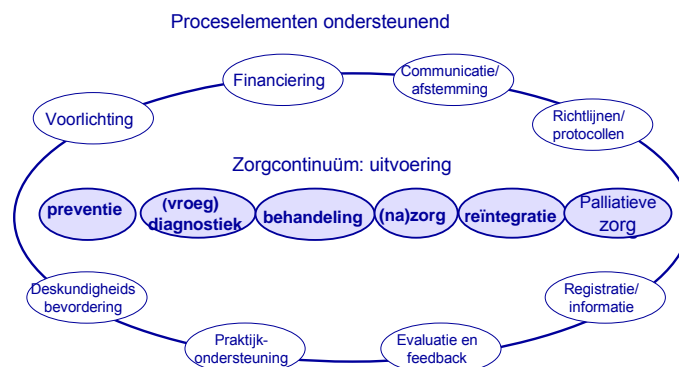 Proceselementen ondersteunend
Financiering
Communicatie/
afstemming
Voorlichting
Richtlijnen/
protocollen
Zorgcontinuüm: uitvoering
preventie
(vroeg)
diagnostiek
behandeling
(na)zorg
reïntegratie
Palliatieve
zorg
Deskundigheids
bevordering
Praktijk-
ondersteuning
Evaluatie en
feedback
Registratie/
informatie